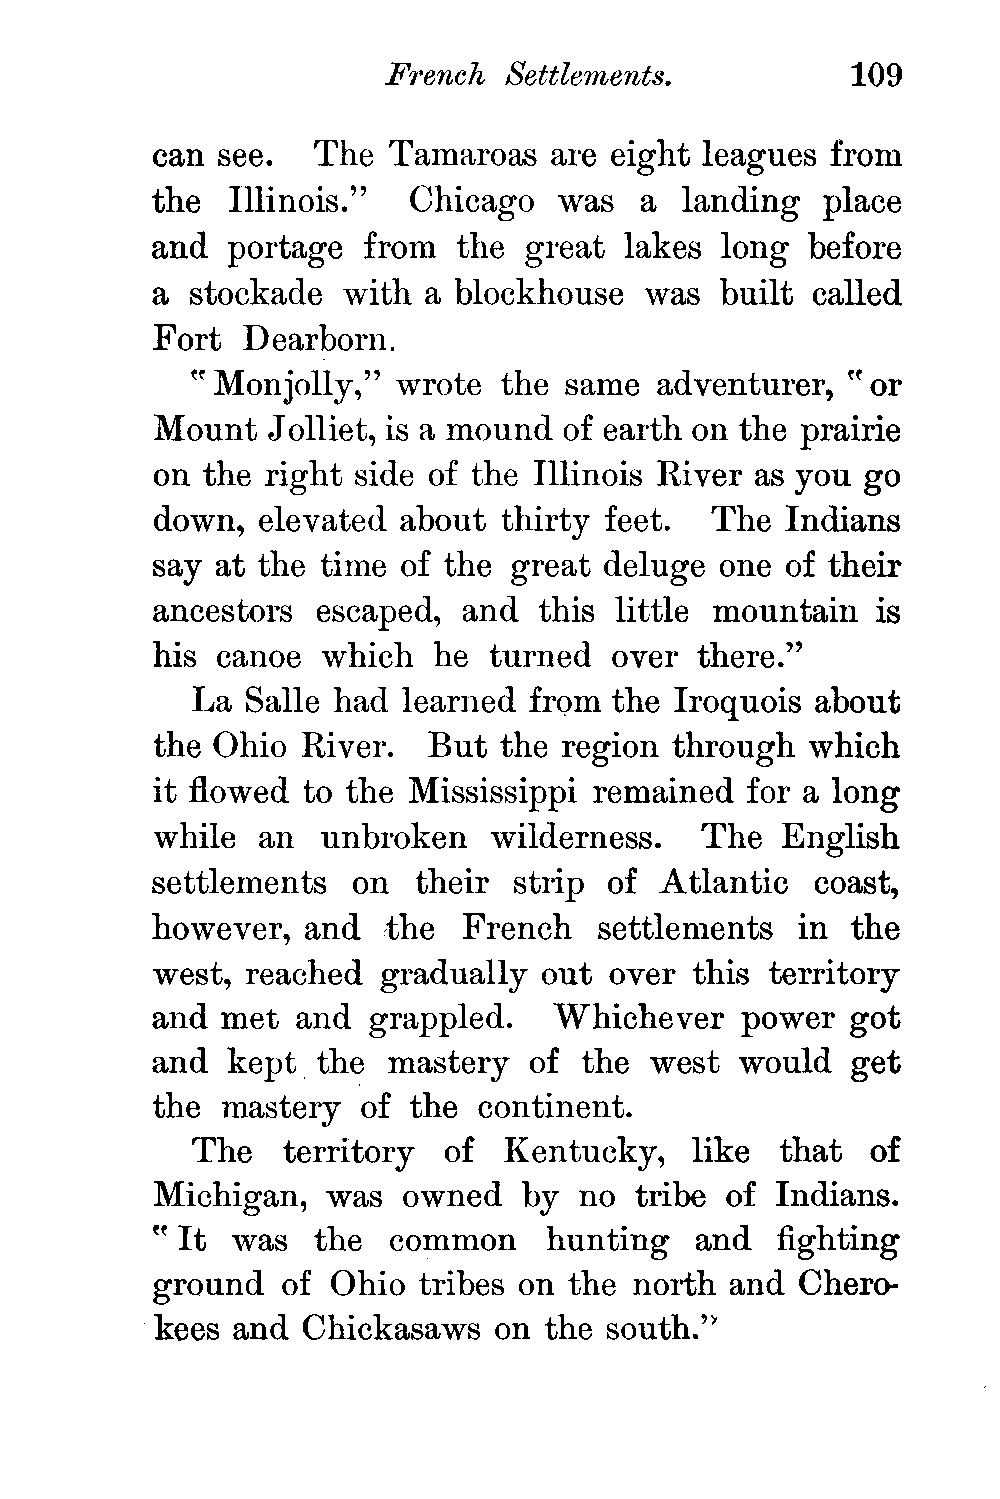 French Settlements. 109
can see. The Tamaroas are eight leagues from
the Illinois.” Chicago was a landing place
and portage from the great lakes long before
a stockade with a blockhouse was built called
Fort Dearborn.
“Monjolly,” wrote the same adventurer, “or
Mount Jolliet, is a mound of earth on the prairie
on the right side of the Illinois River as you go
down, elevated about thirty feet. The Indians
say at the time of the great deluge one of their
ancestors escaped, and this little mountain is
his canoe which he turned over there.”
La Salle had learned from the Iroquois about
the Ohio River. But the region through which
it flowed to the Mississippi remained for a long
while an unbroken wilderness. The English
settlements on their strip of Atlantic coast,
however, and the French settlements in the
west, reached gradually out over this territory
and met and grappled. Whichever power got
and kept the mastery of the west would get
the mastery of the continent.
The territory of Kentucky, like that of
Michigan, was owned by no tribe of Indians.
“It was the common hunting and fighting
ground of Ohio tribes on the north and Chero-
kees and Chickasaws on the south.”